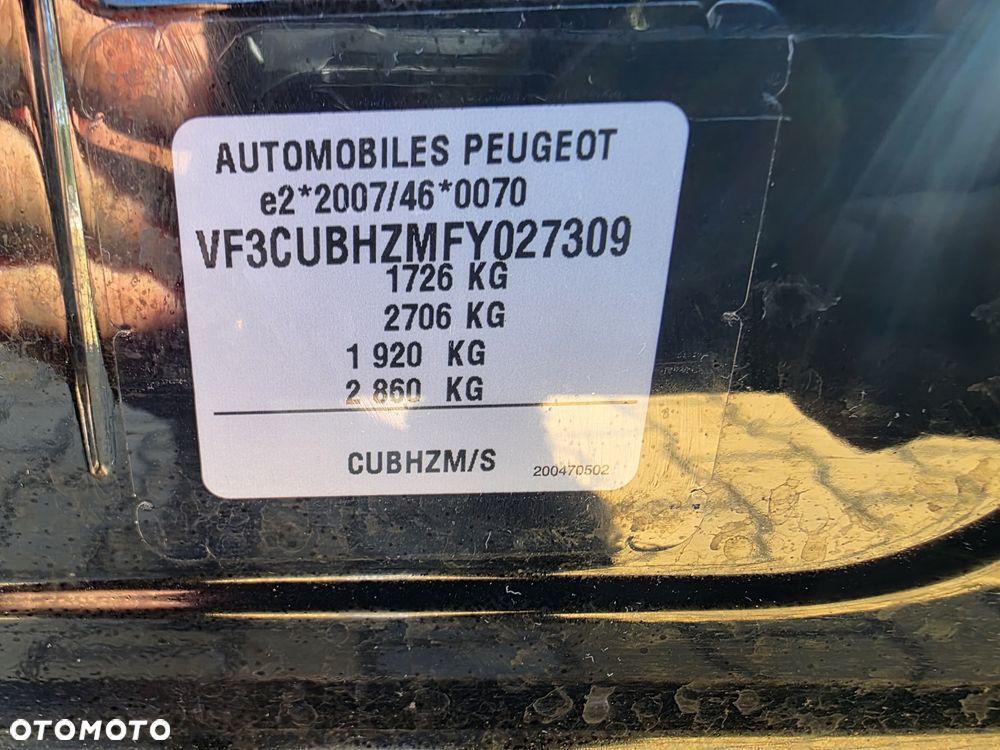 AUTOMOBILES PEUGEOT
e2*2007/46*0070
VF3CUBHZMFY027309
1726 KG
2706 KG
1 920 KG
2 860 KG
CUBHZM/S 200470502
OTOMOTO